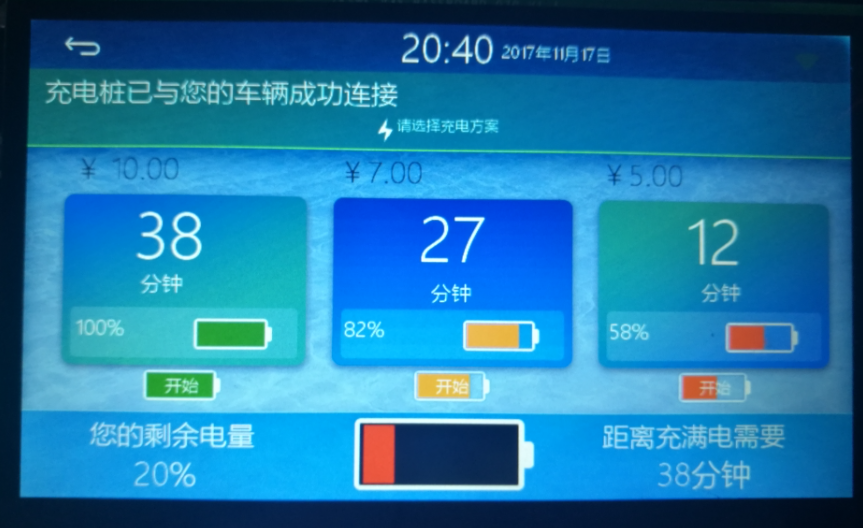 20:40 2017年11月17日
充电桩已与您的车辆成功连接
请选择充电方案
¥ 10.00 ¥ 7.00 ¥ 5.00
38 27 12
分钟 分钟 分钟
100% 82% 58%
开始 开始 开始
您的剩余电量 距离充满电需要
20% 38分钟